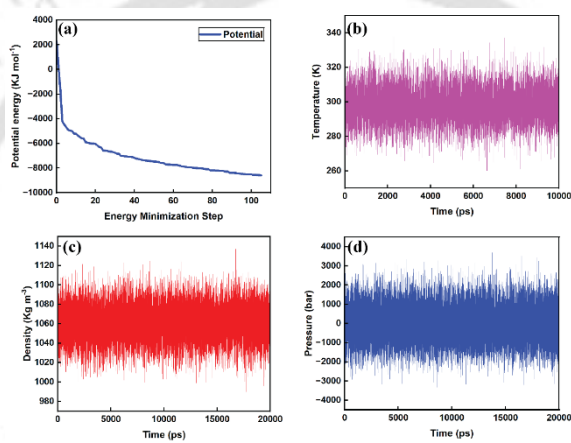 (a)
Potential
Potential energy (KJ mol⁻¹)
4000
2000
0
−2000
−4000
−6000
−8000
−10000
0 20 40 60 80 100
Energy Minimization Step
(b)
Temperature (K)
340
320
300
280
260
0 2000 4000 6000 8000 10000
Time (ps)
(c)
Density (Kg m⁻³)
1140
1120
1100
1080
1060
1040
1020
1000
980
0 5000 10000 15000 20000
Time (ps)
(d)
Pressure (bar)
4000
3000
2000
1000
0
−1000
−2000
−3000
−4000
0 5000 10000 15000 20000
Time (ps)